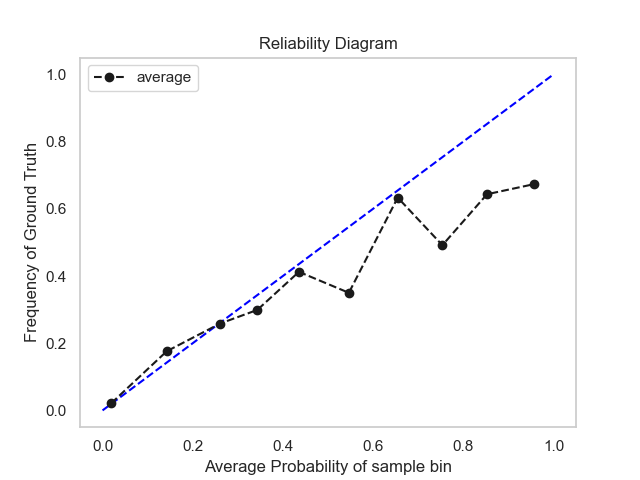 Reliability Diagram
average
Frequency of Ground Truth
1.0
0.8
0.6
0.4
0.2
0.0
0.0 0.2 0.4 0.6 0.8 1.0
Average Probability of sample bin